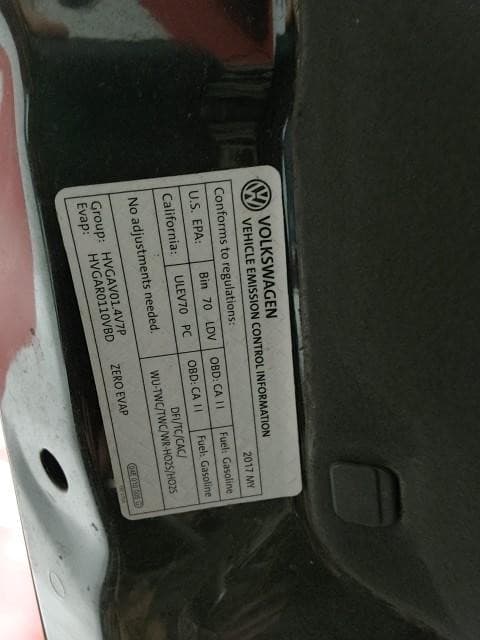 VOLKSWAGEN
VEHICLE EMISSION CONTROL INFORMATION
Conforms to regulations: 2017 MY
U.S. EPA: Bin 70 LDV OBD: CA II Fuel: Gasoline
California: ULEV70 PC OBD: CA II Fuel: Gasoline
No adjustments needed. DFI/TC/CAC/
WU-TWC/TWC/WR-HO2S/HO2S
Group: HVGAV01.4V7P
Evap: HVGAR0110VBD ZERO EVAP